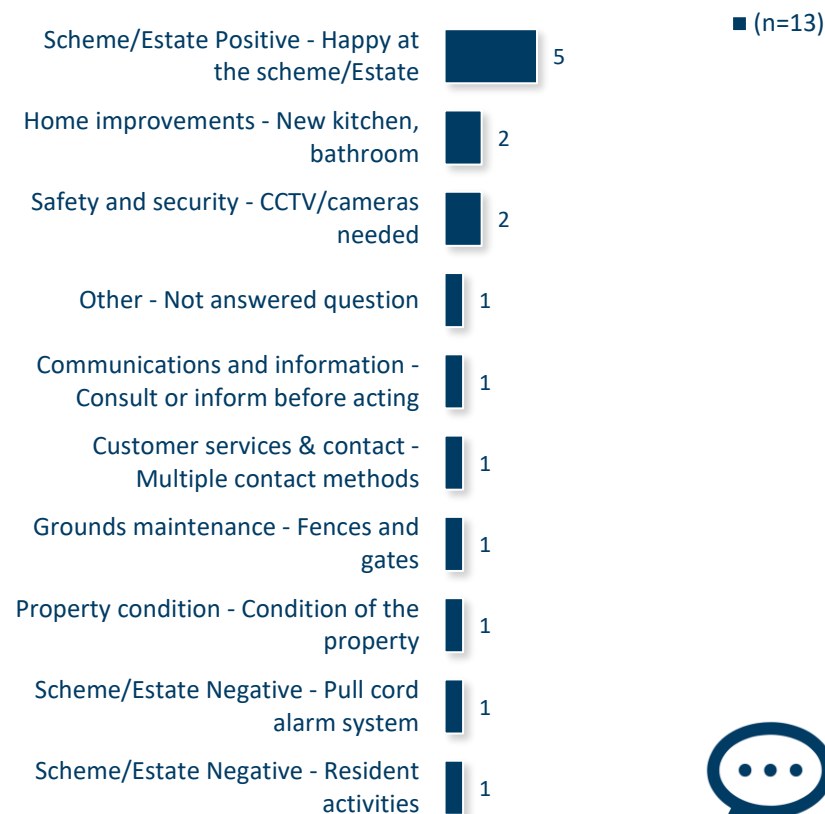 (n=13)
Scheme/Estate Positive - Happy at
the scheme/Estate
5
Home improvements - New kitchen,
bathroom
2
Safety and security - CCTV/cameras
needed
2
Other - Not answered question
1
Communications and information -
Consult or inform before acting
1
Customer services & contact -
Multiple contact methods
1
Grounds maintenance - Fences and
gates
1
Property condition - Condition of the
property
1
Scheme/Estate Negative - Pull cord
alarm system
1
Scheme/Estate Negative - Resident
activities
1